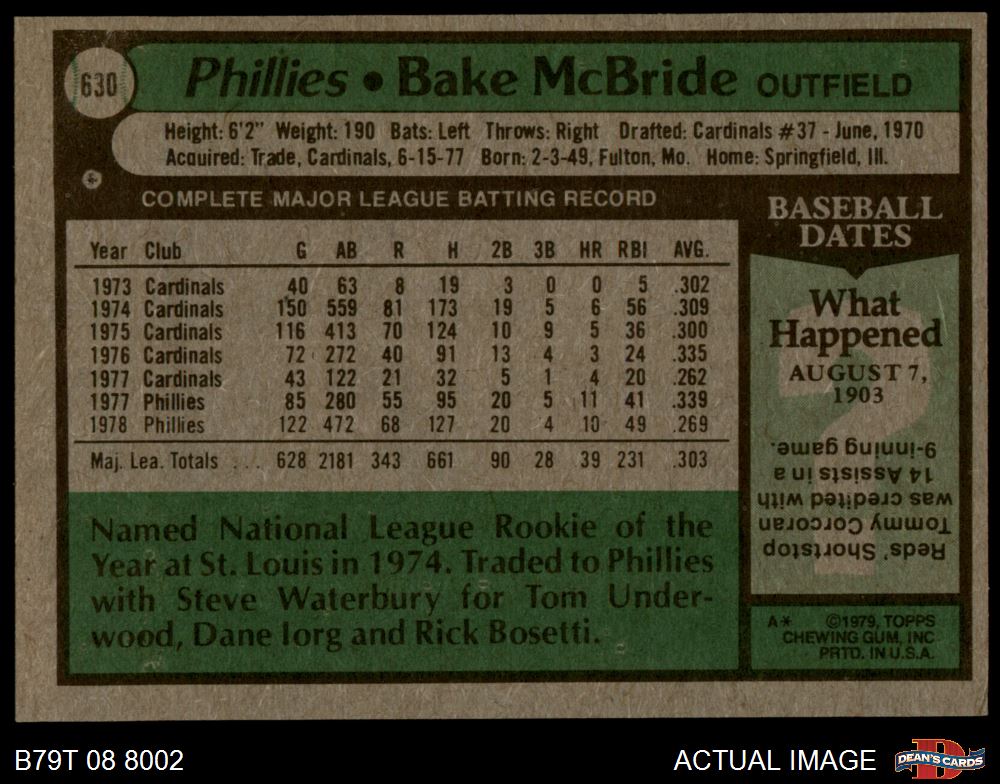 630
Phillies • Bake McBride OUTFIELD
Height: 6'2" Weight: 190 Bats: Left Throws: Right Drafted: Cardinals #37 - June, 1970
Acquired: Trade, Cardinals, 6-15-77 Born: 2-3-49, Fulton, Mo. Home: Springfield, Ill.
COMPLETE MAJOR LEAGUE BATTING RECORD
Year Club G AB R H 2B 3B HR RBI AVG.
1973 Cardinals 40 63 8 19 3 0 0 5 .302
1974 Cardinals 150 559 81 173 19 5 6 56 .309
1975 Cardinals 116 413 70 124 10 9 5 36 .300
1976 Cardinals 72 272 40 91 13 4 3 24 .335
1977 Cardinals 43 122 21 32 5 1 4 20 .262
1977 Phillies 85 280 55 95 20 5 11 41 .339
1978 Phillies 122 472 68 127 20 4 10 49 .269
Maj. Lea. Totals ... 628 2181 343 661 90 28 39 231 .303
Named National League Rookie of the
Year at St. Louis in 1974. Traded to Phillies
with Steve Waterbury for Tom Under-
wood, Dane Iorg and Rick Bosetti.
BASEBALL
DATES
What
Happened
AUGUST 7,
1903
Reds' Shortstop
Tommy Corcoran
was credited with
14 Assists in a
9-inning game.
A* ©1979, TOPPS
CHEWING GUM, INC
PRTD. IN U.S.A.
B79T 08 8002
ACTUAL IMAGE
D
DEAN'S CARDS